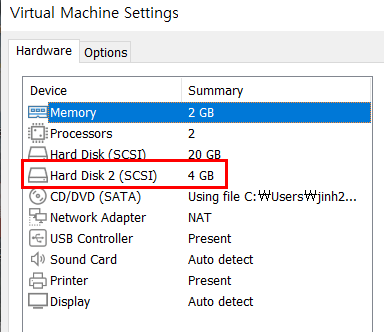 Virtual Machine Settings
Hardware Options
Device Summary
Memory 2 GB
Processors 2
Hard Disk (SCSI) 20 GB
Hard Disk 2 (SCSI) 4 GB
CD/DVD (SATA) Using file C:₩Users₩jinh2...
Network Adapter NAT
USB Controller Present
Sound Card Auto detect
Printer Present
Display Auto detect